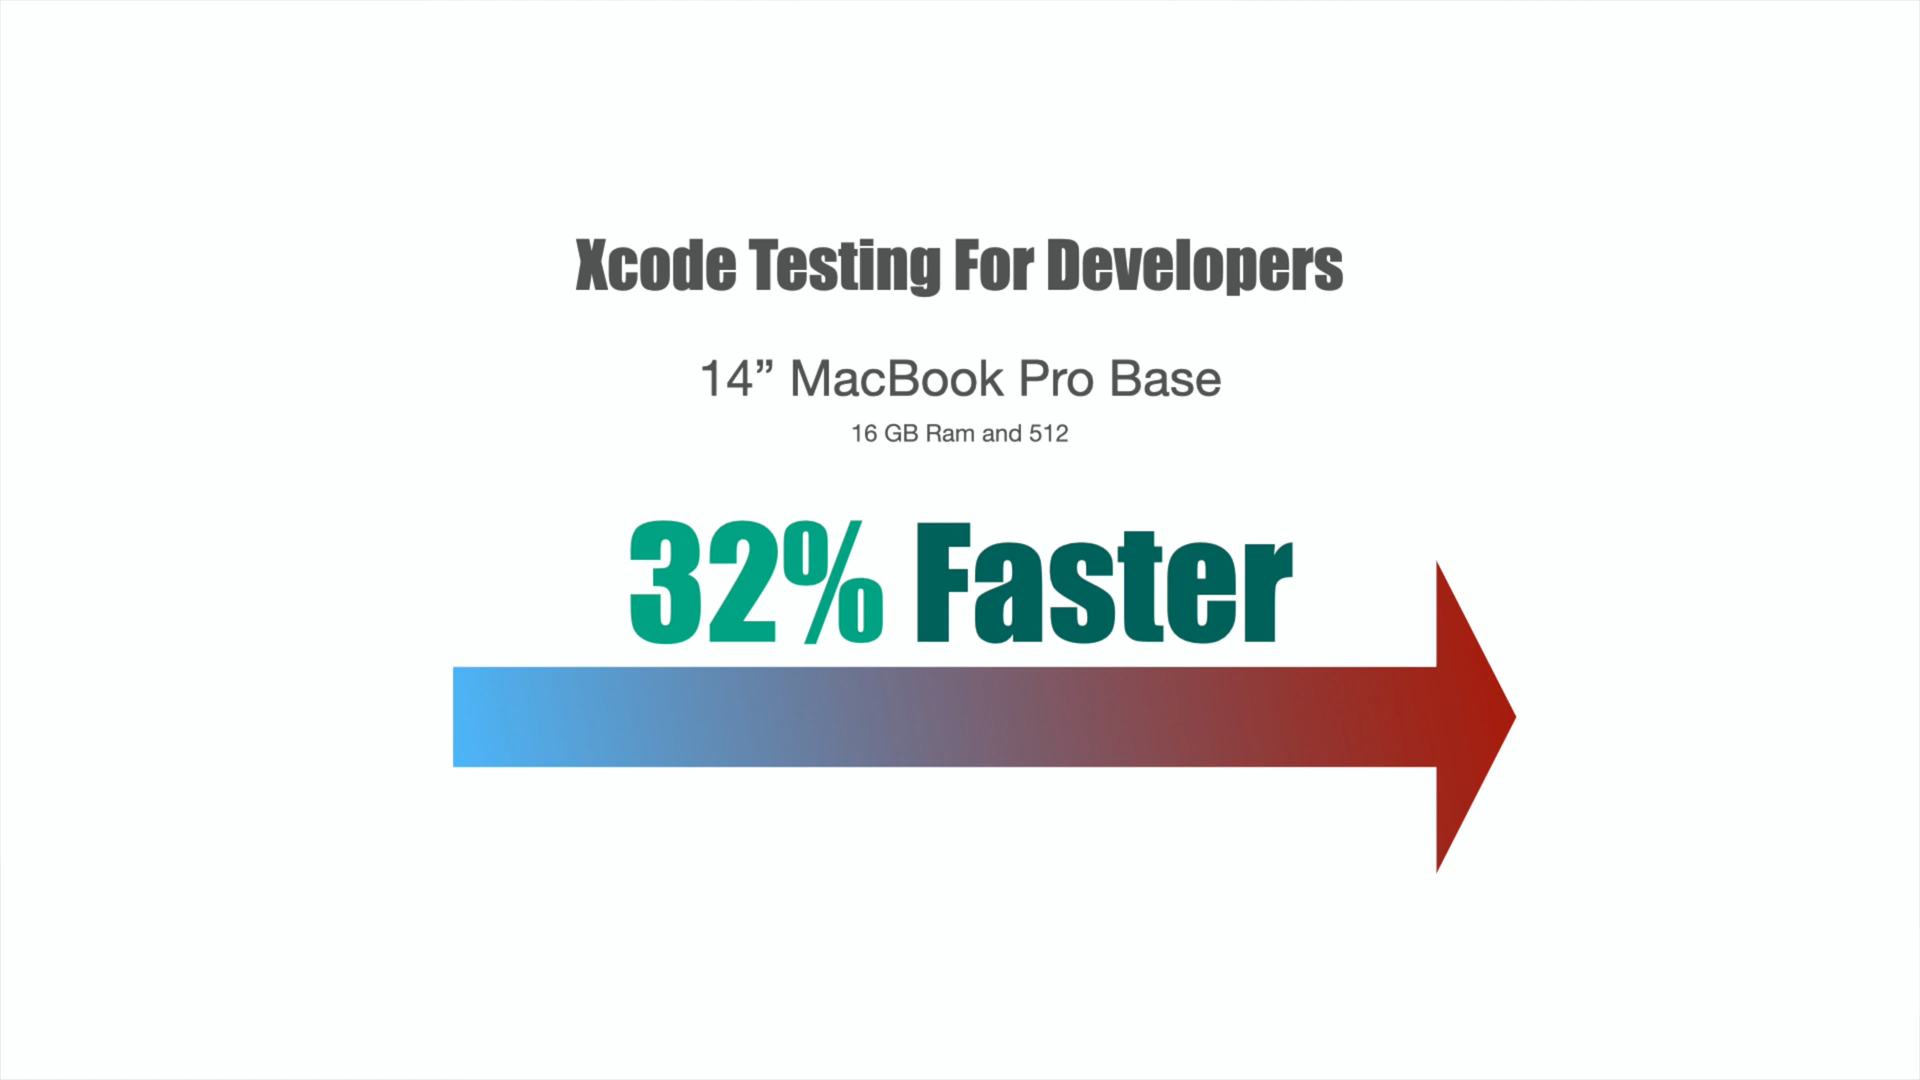 Xcode Testing For Developers
14” MacBook Pro Base
16 GB Ram and 512
32% Faster